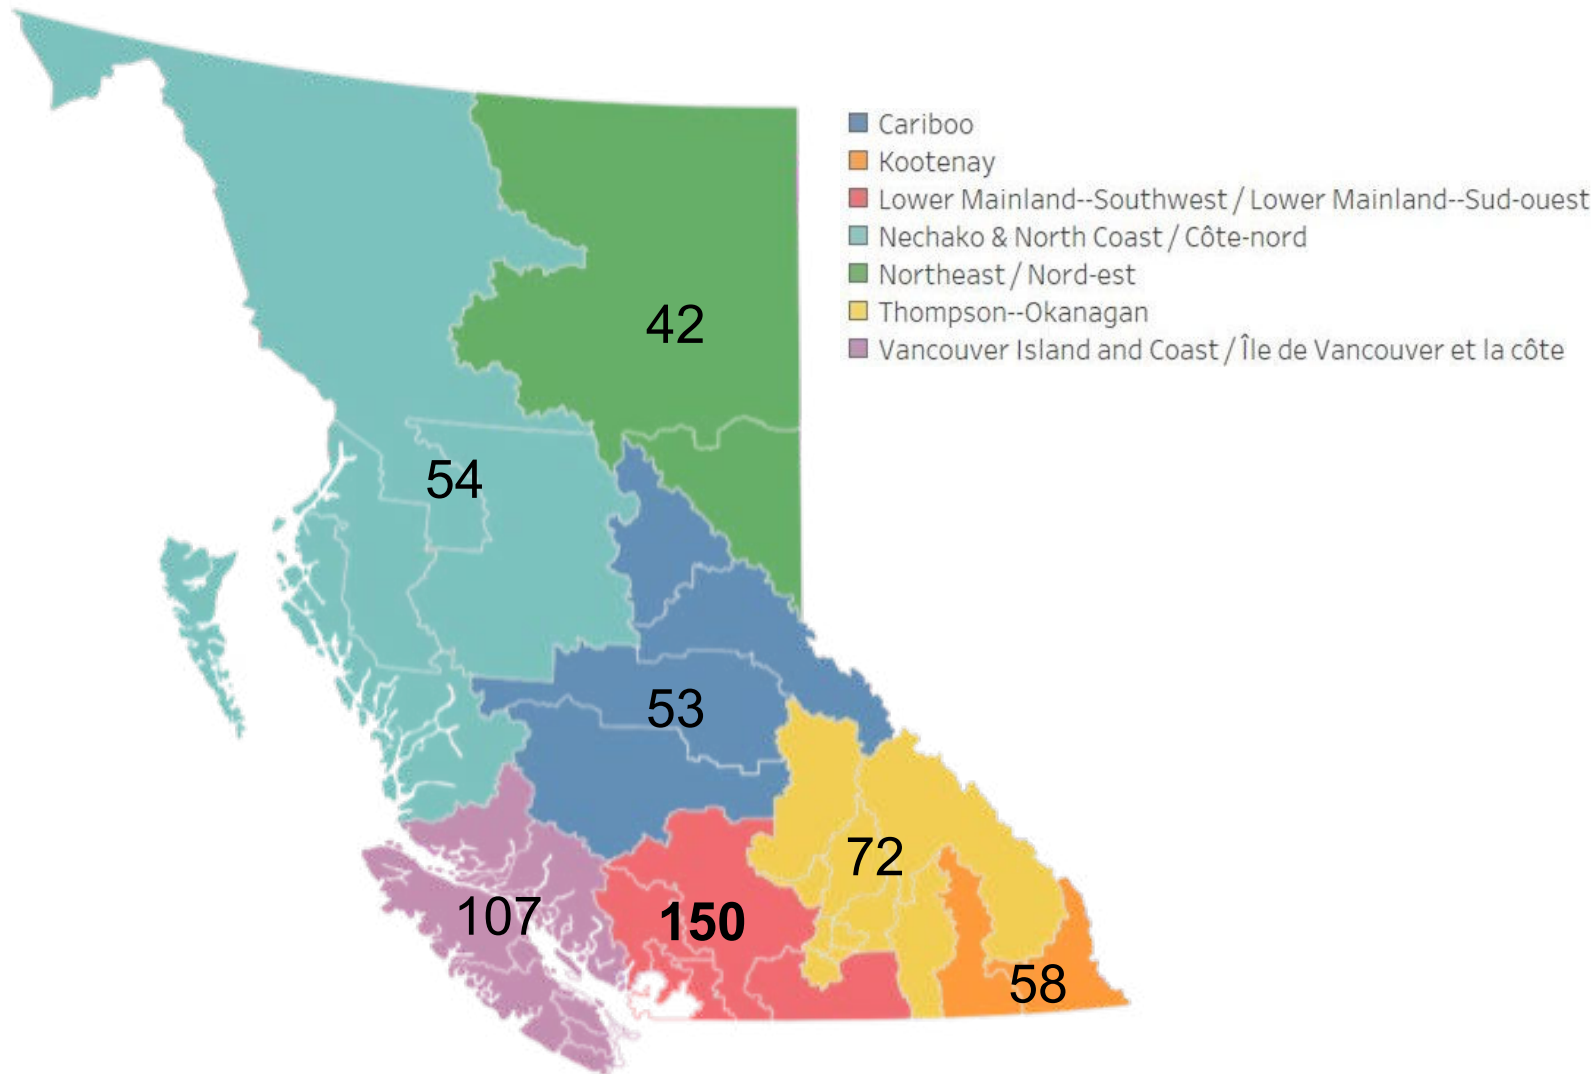 Cariboo
Kootenay
Lower Mainland--Southwest / Lower Mainland--Sud-ouest
Nechako & North Coast / Côte-nord
Northeast / Nord-est
Thompson--Okanagan
Vancouver Island and Coast / Île de Vancouver et la côte
42
54
53
72
107
150
58